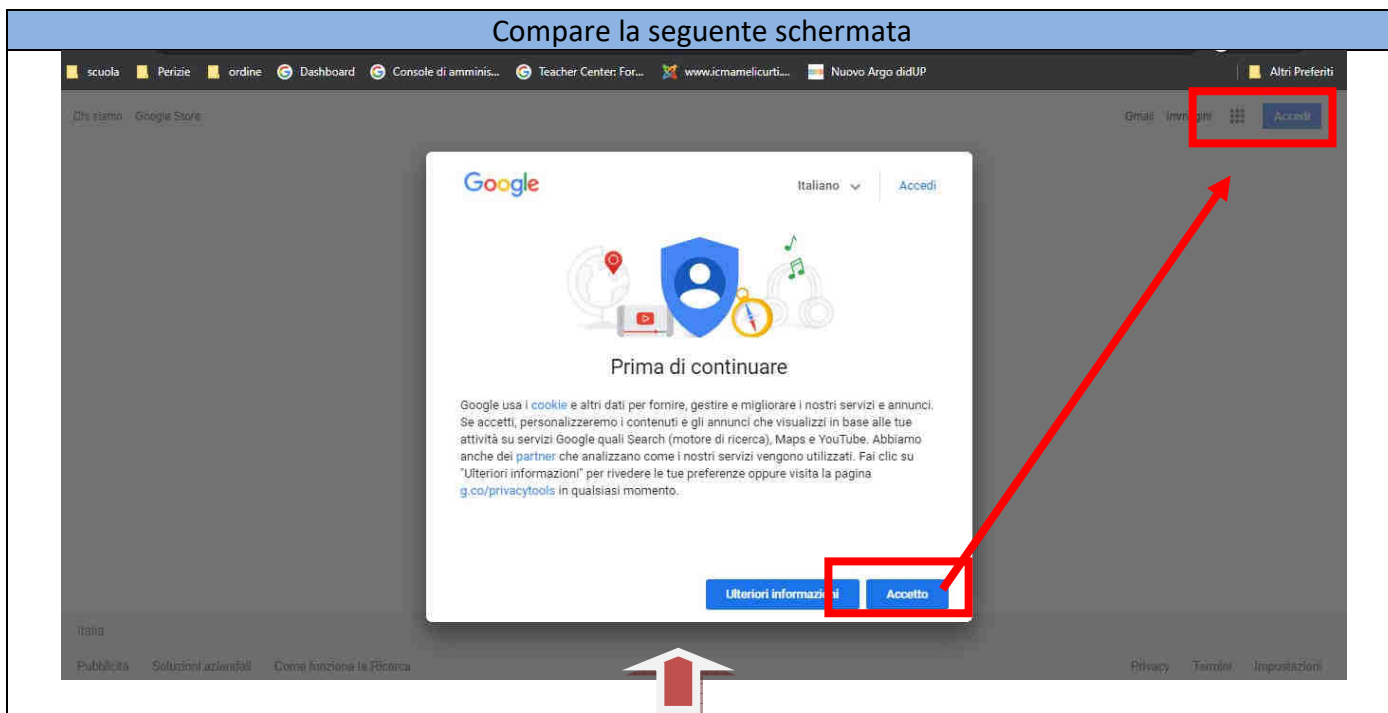 Compare la seguente schermata
scuola Perizie ordine Dashboard Console di amminis... Teacher Center: For... www.icmamelicurti.... Nuovo Argo didUP Altri Preferiti
Chi siamo Google Store Gmail Immagini Accedi
Google Italiano Accedi
Prima di continuare
Google usa i cookie e altri dati per fornire, gestire e migliorare i nostri servizi e annunci.
Se accetti, personalizzeremo i contenuti e gli annunci che visualizzi in base alle tue
attività su servizi Google quali Search (motore di ricerca), Maps e YouTube. Abbiamo
anche dei partner che analizzano come i nostri servizi vengono utilizzati. Fai clic su
"Ulteriori informazioni" per rivedere le tue preferenze oppure visita la pagina
g.co/privacytools in qualsiasi momento.
Ulteriori informazioni Accetto
Italia
Pubblicità Soluzioni aziendali Come funziona la Ricerca Privacy Termini Impostazioni